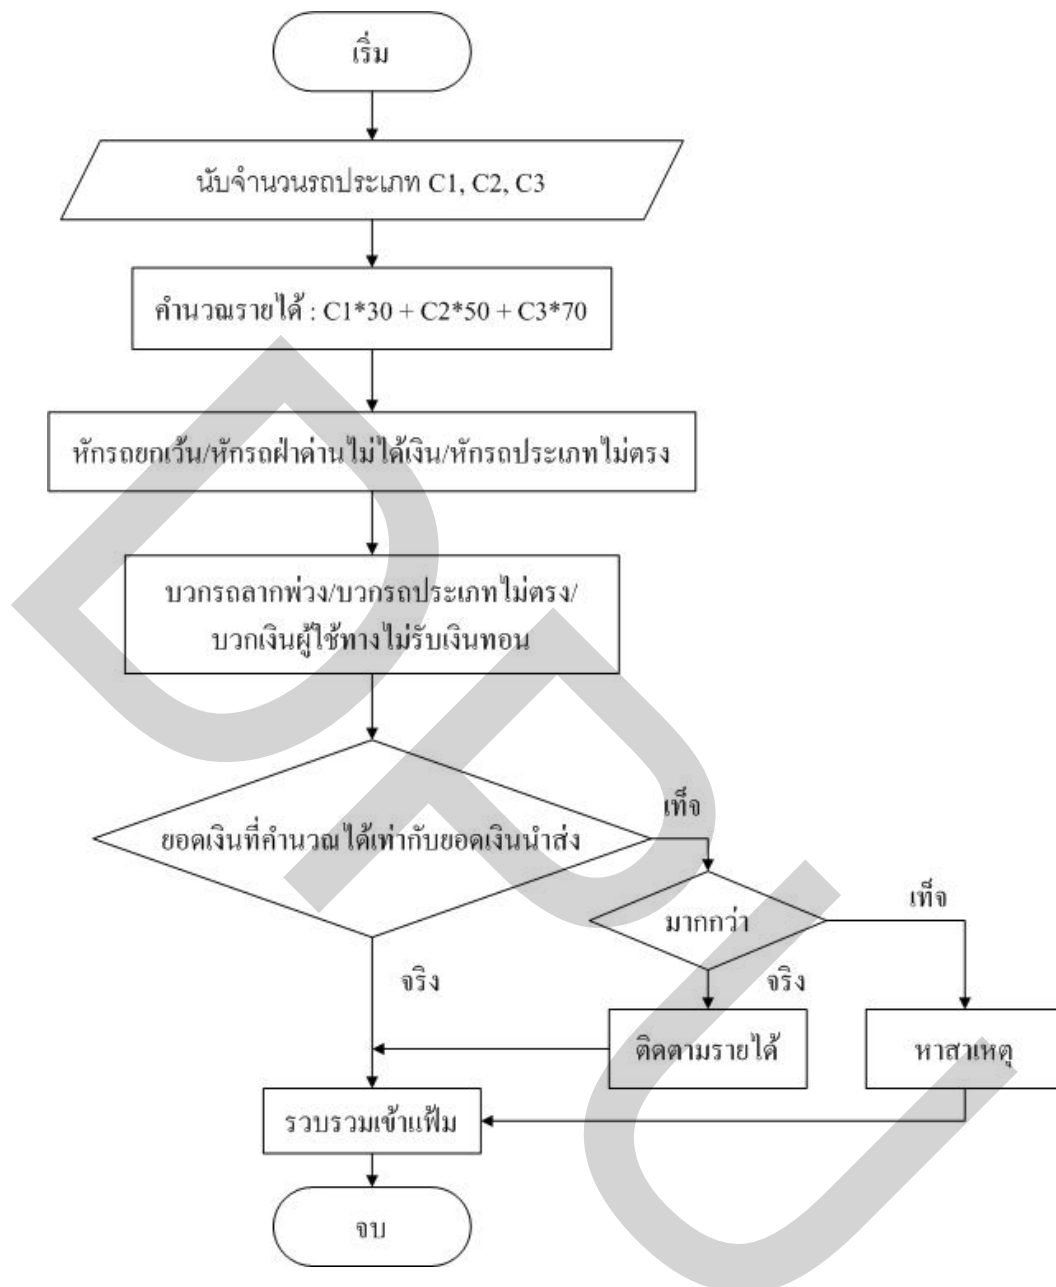 เริ่ม
นับจำนวนรถประเภท C1, C2, C3
คำนวณรายได้ : C1*30 + C2*50 + C3*70
หักรถยกเว้น/หักรถฝ่าด่านไม่ได้เงิน/หักรถประเภทไม่ตรง
บวกรถลากพ่วง/บวกรถประเภทไม่ตรง/
บวกเงินผู้ใช้ทางไม่รับเงินทอน
ยอดเงินที่คำนวณได้เท่ากับยอดเงินนำส่ง
เท็จ
มากกว่า
เท็จ
จริง
จริง
ติดตามรายได้
หาสาเหตุ
รวบรวมเข้าแฟ้ม
จบ
DPU